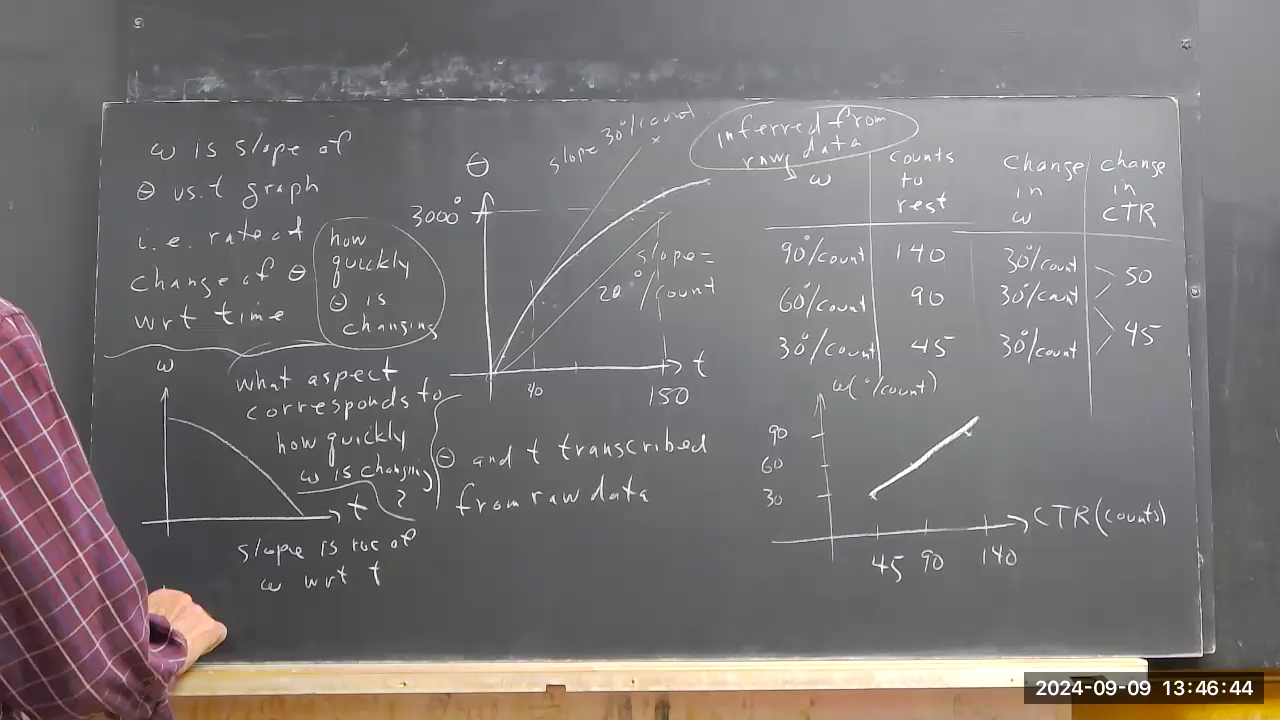 ω is slope of
θ vs. t graph
i.e. rate of
change of θ
wrt time
how
quickly
θ is
changing
ω
t
what aspect
corresponds to
how quickly
ω is changing
?
slope is roc of
ω wrt t
θ
3000°
slope 30°/count
slope =
20°/count
t
150
θ and t transcribed
from raw data
inferred from
raw data
ω
counts
to
rest
change
in
ω
change
in
CTR
90°/count 140 30°/count
50
60°/count 90 30°/count
45
30°/count 45 30°/count
ω(°/count)
90
60
30
CTR (counts)
45 90 140
2024-09-09 13:46:44